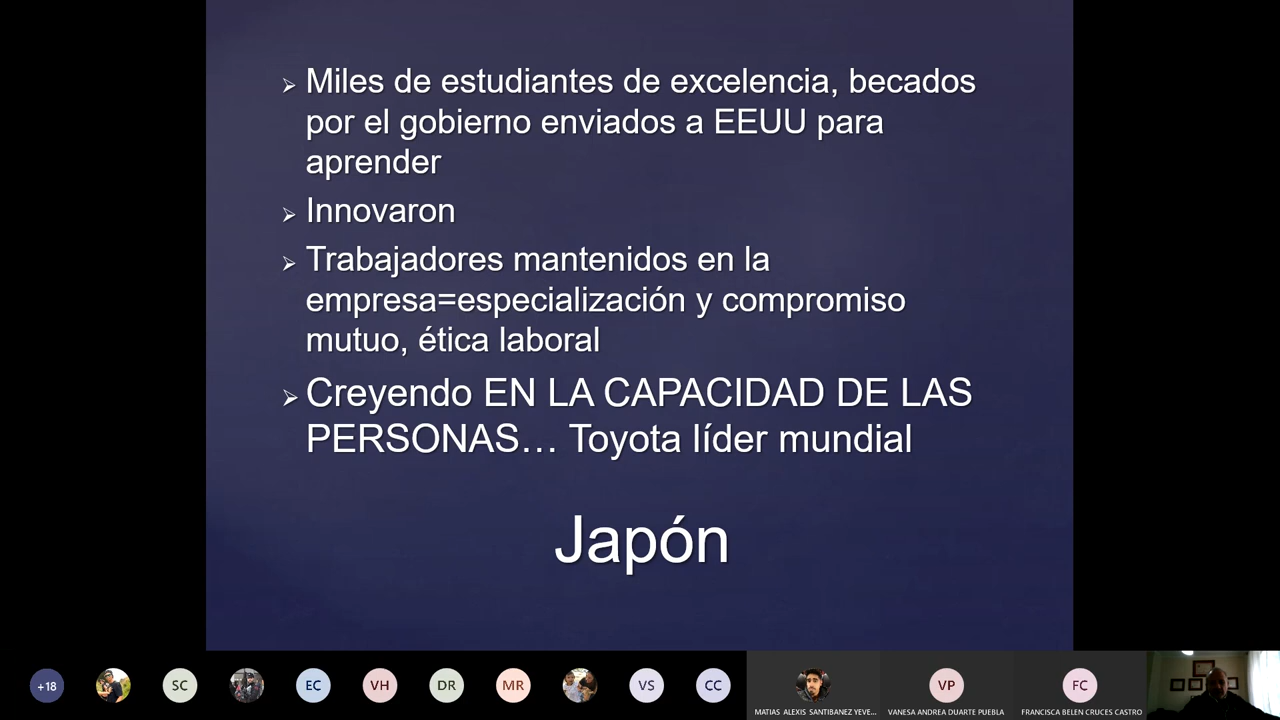 Miles de estudiantes de excelencia, becados
por el gobierno enviados a EEUU para
aprender
Innovaron
Trabajadores mantenidos en la
empresa=especialización y compromiso
mutuo, ética laboral
Creyendo EN LA CAPACIDAD DE LAS
PERSONAS… Toyota líder mundial
Japón
+18
SC
EC
VH
DR
MR
VS
CC
VP
FC
MATIAS ALEXIS SANTIBANEZ YEVE...
VANESA ANDREA DUARTE PUEBLA
FRANCISCA BELEN CRUCES CASTRO